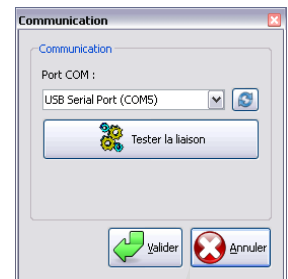 Communication
Communication
Port COM :
USB Serial Port (COM5)
Tester la liaison
Valider
Annuler